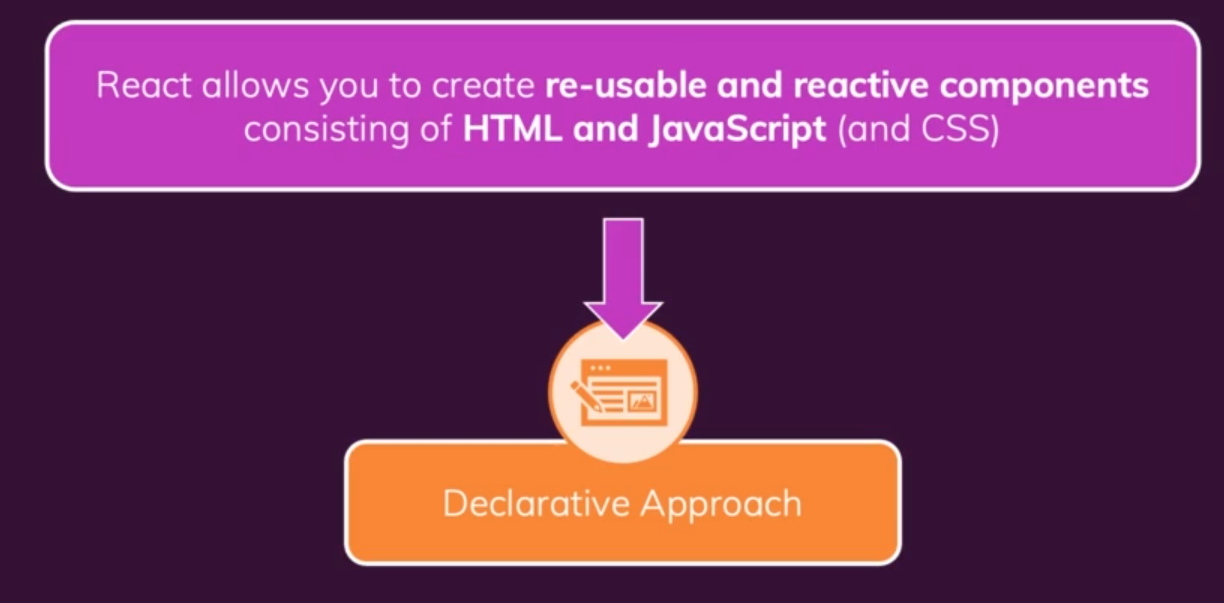 React allows you to create re-usable and reactive components
consisting of HTML and JavaScript (and CSS)
Declarative Approach